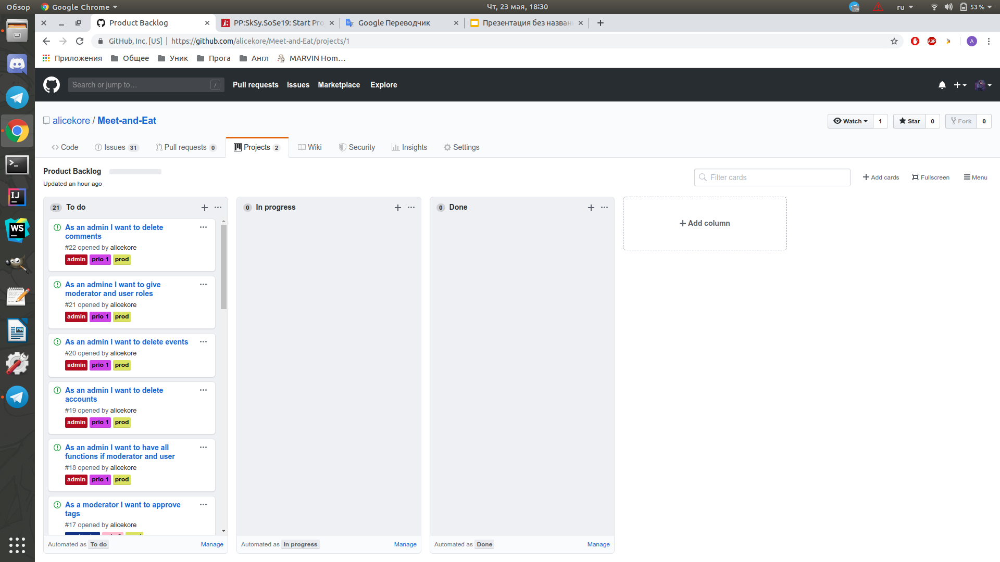 Обзор
Google Chrome
Чт, 23 мая, 18:30
94
ru
53 %
Product Backlog
PP:SkSy.SoSe19: Start Pro
Google Переводчик
Презентация без назван
GitHub, Inc. [US]
https://github.com/alicekore/Meet-and-Eat/projects/1
ABP
A
Приложения
Общее
Уник
Прога
Англ
MARVIN Hom…
Search or jump to…
/
Pull requests
Issues
Marketplace
Explore
alicekore / Meet-and-Eat
Watch
1
Star
0
Fork
0
Code
Issues 31
Pull requests 0
Projects 2
Wiki
Security
Insights
Settings
Product Backlog
Updated an hour ago
Filter cards
Add cards
Fullscreen
Menu
21 To do
As an admin I want to delete
comments
#22 opened by alicekore
admin prio 1 prod
As an admine I want to give
moderator and user roles
#21 opened by alicekore
admin prio 1 prod
As an admin I want to delete events
#20 opened by alicekore
admin prio 1 prod
As an admin I want to delete
accounts
#19 opened by alicekore
admin prio 1 prod
As an admin I want to have all
functions if moderator and user
#18 opened by alicekore
admin prio 1 prod
As a moderator I want to approve
tags
#17 opened by alicekore
Automated as To do
Manage
0 In progress
Automated as In progress
Manage
0 Done
Automated as Done
Manage
Add column
IJ
WS